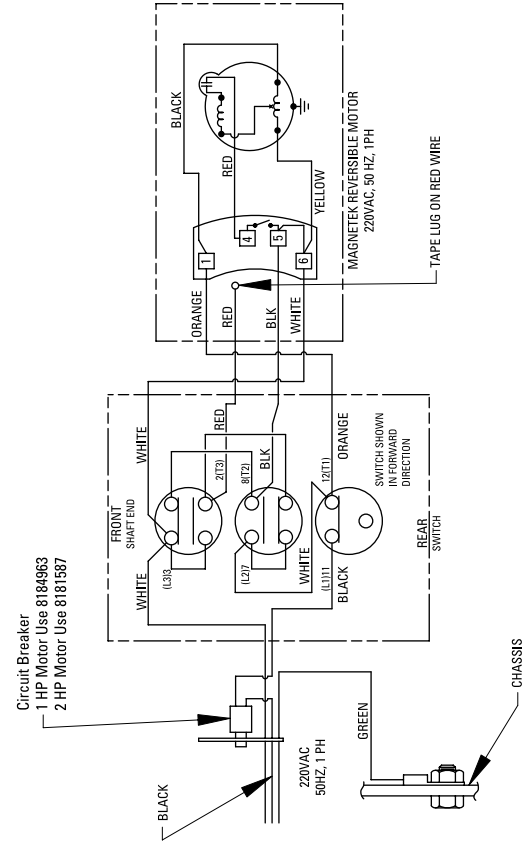 Circuit Breaker
1 HP Motor Use 8184963
2 HP Motor Use 8181587
BLACK
220VAC
50HZ, 1 PH
GREEN
CHASSIS
FRONT
SHAFT END
WHITE
WHITE
(L3)3
2(T3)
RED
(L2)7
8(T2)
BLK
WHITE
(L1)11
BLACK
12(T1)
ORANGE
SWITCH SHOWN
IN FORWARD
DIRECTION
REAR
SWITCH
ORANGE
RED
BLK
WHITE
1
4
5
6
BLACK
RED
YELLOW
MAGNETEK REVERSIBLE MOTOR
220VAC, 50 HZ, 1PH
TAPE LUG ON RED WIRE